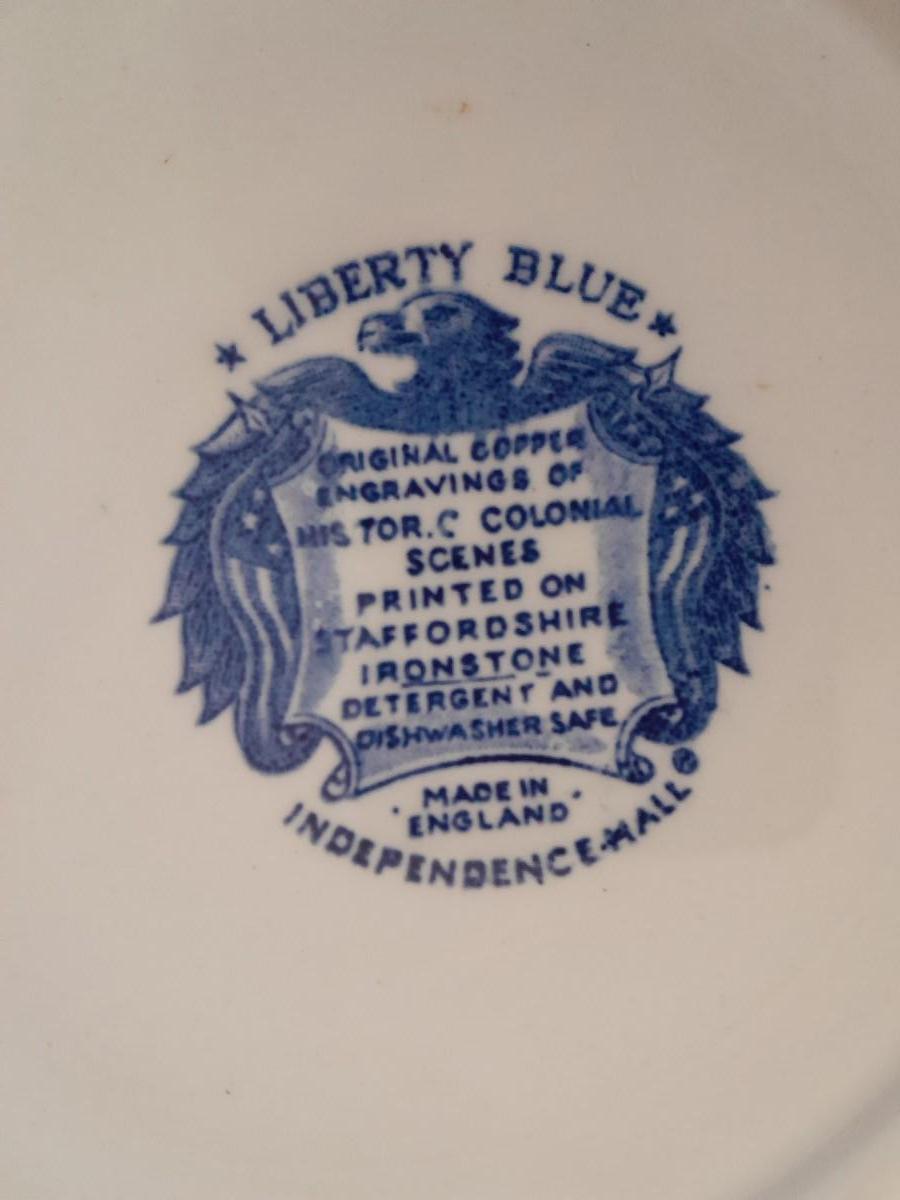 ★ LIBERTY BLUE ★
ORIGINAL COPPER
ENGRAVINGS OF
HISTOR.C COLONIAL
SCENES
PRINTED ON
STAFFORDSHIRE
IRONSTONE
DETERGENT AND
DISHWASHER SAFE
· MADE IN ·
ENGLAND
INDEPENDENCE·HALL ®